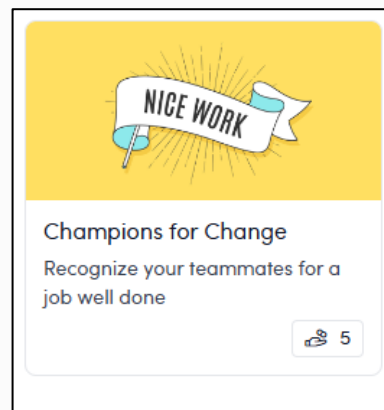 NICE WORK
Champions for Change
Recognize your teammates for a
job well done
5